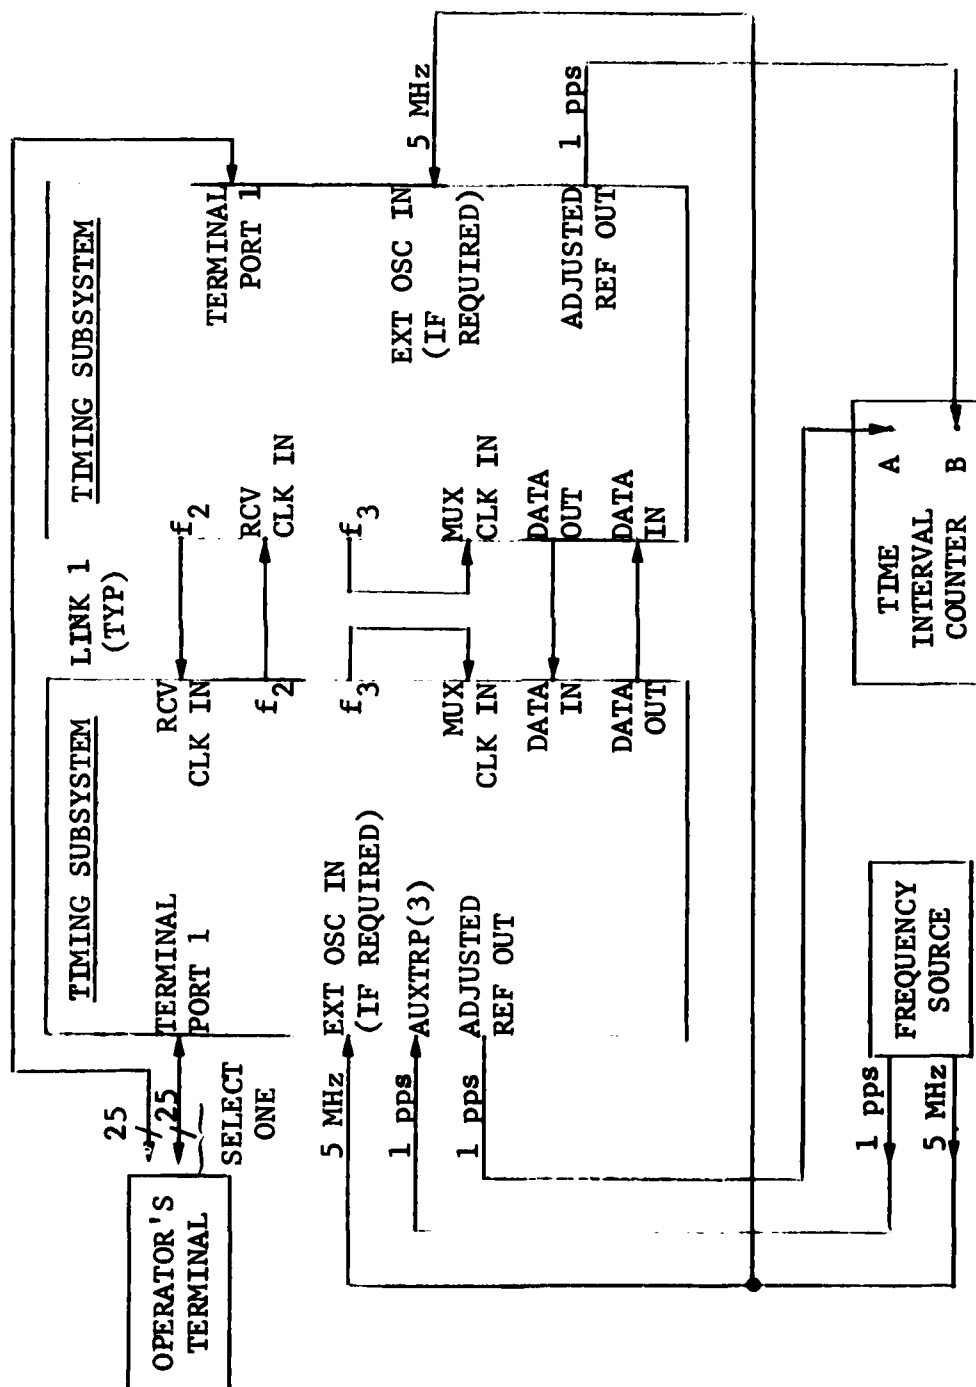 OPERATOR'S
TERMINAL
25
25
SELECT
ONE
TIMING SUBSYSTEM
TERMINAL
PORT 1
5 MHz
EXT OSC IN
(IF REQUIRED)
1 pps
AUXTRP(3)
1 pps
ADJUSTED
REF OUT
RCV
CLK IN
f2
f3
MUX
CLK IN
DATA
IN
DATA
OUT
LINK 1
(TYP)
TIMING SUBSYSTEM
f2
RCV
CLK IN
f3
MUX
CLK IN
DATA
OUT
DATA
IN
TERMINAL
PORT 1
EXT OSC IN
(IF
REQUIRED)
5 MHz
ADJUSTED
REF OUT
1 pps
1 pps
5 MHz
FREQUENCY
SOURCE
TIME
INTERVAL
COUNTER
A
B